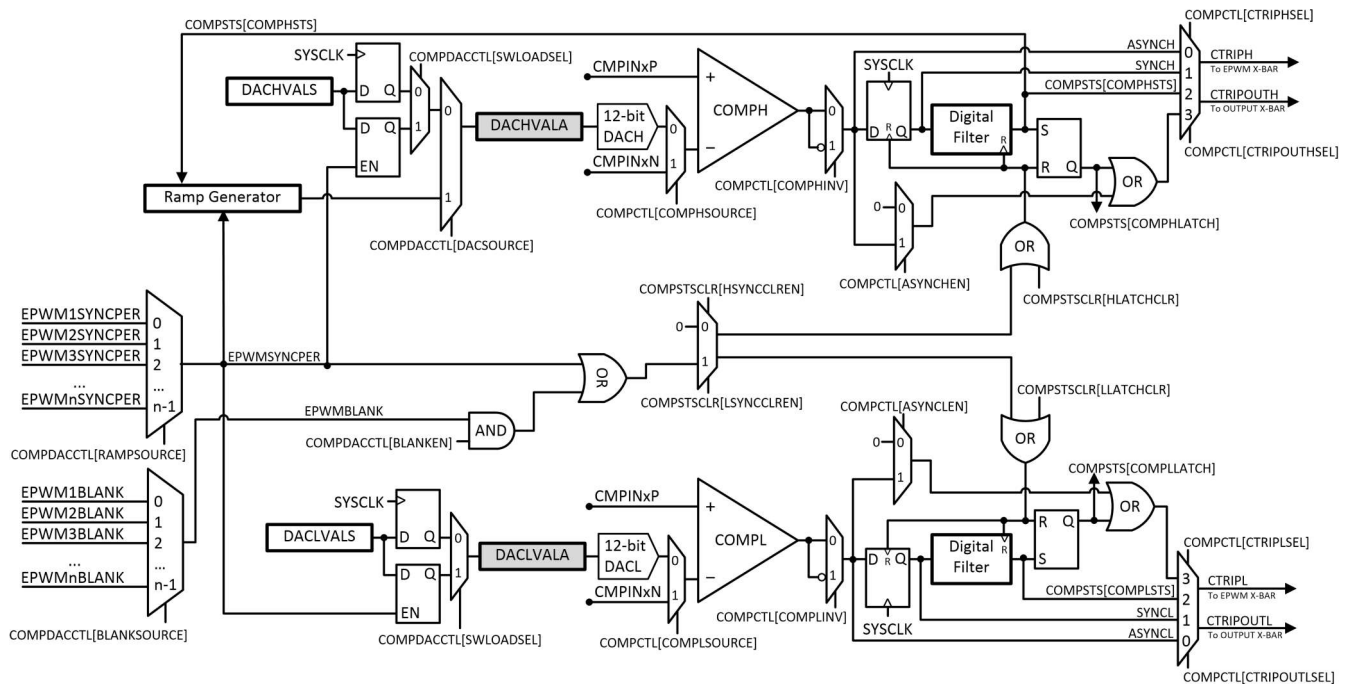 COMPSTS[COMPHSTS]
COMPCTL[CTRIPHSEL]
SYSCLK
COMPDACCTL[SWLOADSEL]
DACHVALS
D Q
0
1
D Q
EN
0
1
Ramp Generator
COMPDACCTL[DACSOURCE]
DACHVALA
CMPINxP
12-bit
DACH
CMPINxN
0
1
COMPCTL[COMPHSOURCE]
+
COMPH
−
0
1
COMPCTL[COMPHINV]
SYSCLK
D R Q
Digital
Filter
R
S
R
Q
OR
COMPSTS[COMPHLATCH]
ASYNCH
SYNCH
COMPSTS[COMPHSTS]
0
1
2
3
CTRIPH
To EPWM X-BAR
CTRIPOUTH
To OUTPUT X-BAR
COMPCTL[CTRIPOUTHSEL]
0
0
1
COMPCTL[ASYNCHEN]
OR
COMPSTSCLR[HLATCHCLR]
EPWM1SYNCPER
EPWM2SYNCPER
EPWM3SYNCPER
...
EPWMnSYNCPER
0
1
2
...
n-1
COMPDACCTL[RAMPSOURCE]
EPWMSYNCPER
OR
COMPSTSCLR[HSYNCCLREN]
0
0
1
COMPSTSCLR[LSYNCCLREN]
EPWMBLANK
AND
COMPDACCTL[BLANKEN]
EPWM1BLANK
EPWM2BLANK
EPWM3BLANK
...
EPWMnBLANK
0
1
2
...
n-1
COMPDACCTL[BLANKSOURCE]
SYSCLK
DACLVALS
D Q
0
1
D Q
EN
COMPDACCTL[SWLOADSEL]
DACLVALA
CMPINxP
12-bit
DACL
CMPINxN
0
1
COMPCTL[COMPLSOURCE]
+
COMPL
−
0
1
COMPCTL[COMPLINV]
COMPCTL[ASYNCLEN]
0
0
1
COMPSTSCLR[LLATCHCLR]
OR
COMPSTS[COMPLLATCH]
D R Q
SYSCLK
Digital
Filter
R
R
S
Q
OR
COMPCTL[CTRIPLSEL]
COMPSTS[COMPLSTS]
SYNCL
ASYNCL
3
2
1
0
CTRIPL
To EPWM X-BAR
CTRIPOUTL
To OUTPUT X-BAR
COMPCTL[CTRIPOUTLSEL]